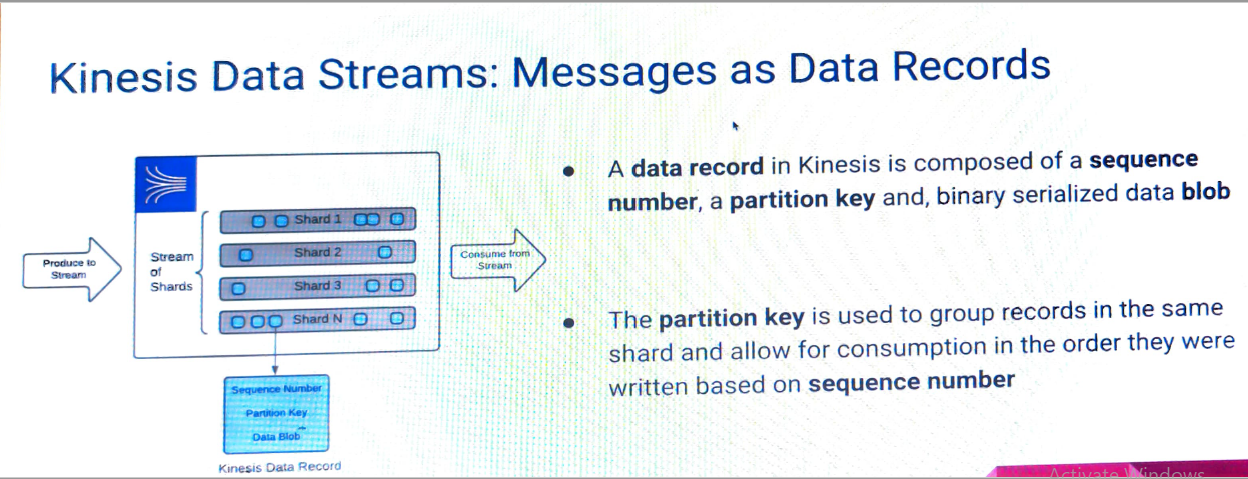 Kinesis Data Streams: Messages as Data Records
Produce to
Stream
Stream
of
Shards
Shard 1
Shard 2
Shard 3
Shard N
Consume from
Stream
Sequence Number
Partition Key
Data Blob
Kinesis Data Record
A data record in Kinesis is composed of a sequence
number, a partition key and, binary serialized data blob
The partition key is used to group records in the same
shard and allow for consumption in the order they were
written based on sequence number
Activate Windows